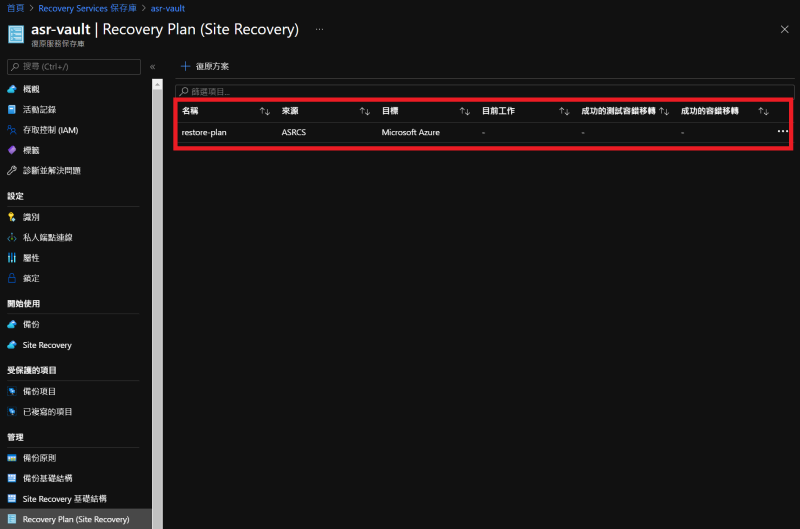 首頁 > Recovery Services 保存庫 > asr-vault
asr-vault | Recovery Plan (Site Recovery) ...
復原服務保存庫
搜尋 (Ctrl+/)
«
+ 復原方案
篩選項目...
概觀
活動記錄
存取控制 (IAM)
標籤
診斷並解決問題
設定
識別
私人端點連線
屬性
鎖定
開始使用
備份
Site Recovery
受保護的項目
備份項目
已複寫的項目
管理
備份原則
備份基礎結構
Site Recovery 基礎結構
Recovery Plan (Site Recovery)
名稱 來源 目標 目前工作 成功的測試容錯移轉 成功的容錯移轉
restore-plan ASRCS Microsoft Azure - - - ...